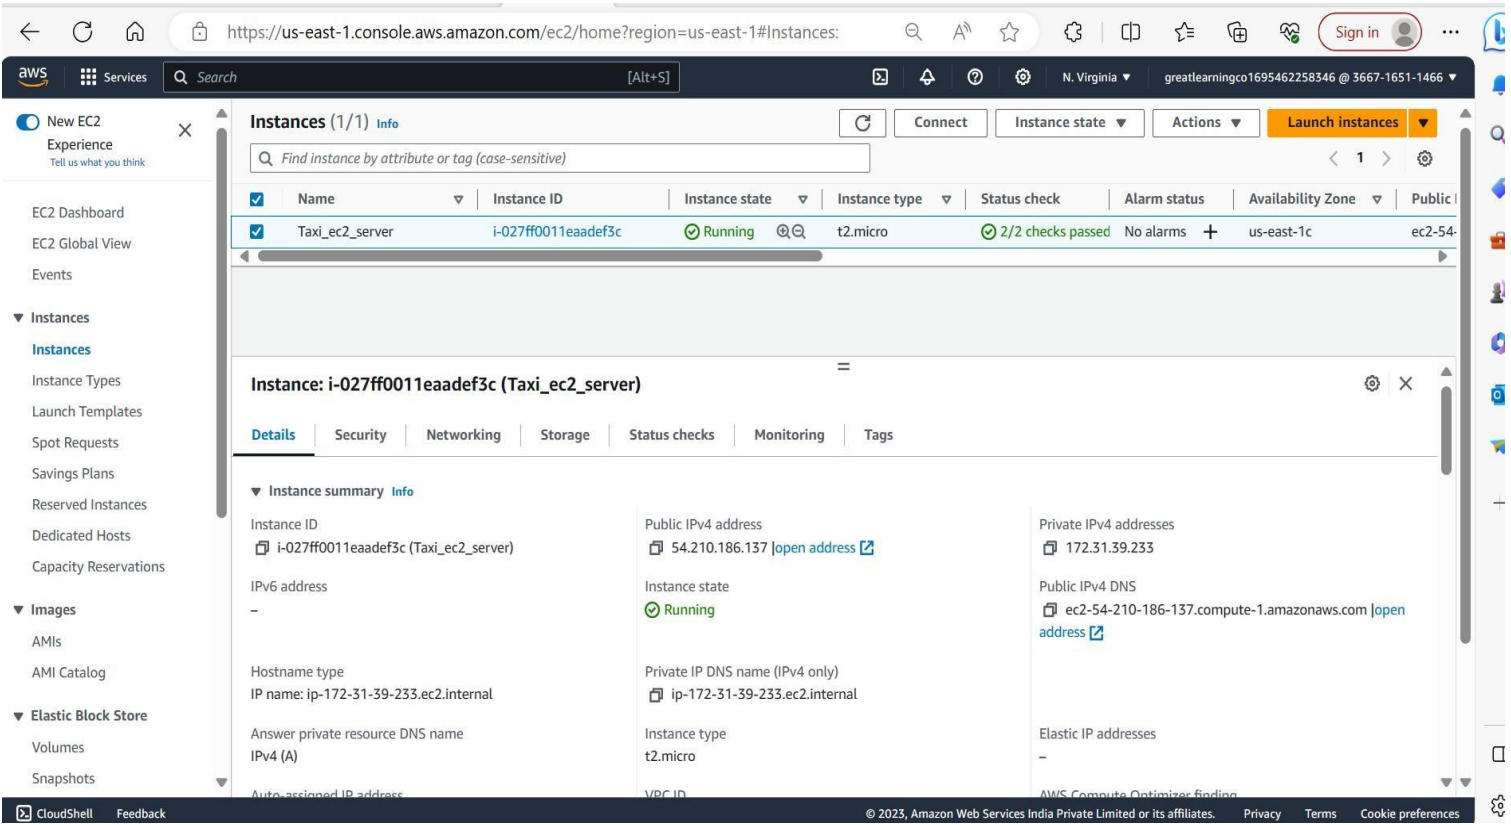 https://us-east-1.console.aws.amazon.com/ec2/home?region=us-east-1#Instances:
Sign in
aws
Services
Search
[Alt+S]
N. Virginia
greatlearningco1695462258346 @ 3667-1651-1466
New EC2
Experience
Tell us what you think
EC2 Dashboard
EC2 Global View
Events
Instances
Instances
Instance Types
Launch Templates
Spot Requests
Savings Plans
Reserved Instances
Dedicated Hosts
Capacity Reservations
Images
AMIs
AMI Catalog
Elastic Block Store
Volumes
Snapshots
Instances (1/1) Info
Connect
Instance state
Actions
Launch instances
Find instance by attribute or tag (case-sensitive)
1
Name Instance ID Instance state Instance type Status check Alarm status Availability Zone Public
Taxi_ec2_server i-027ff0011eaadef3c Running t2.micro 2/2 checks passed No alarms + us-east-1c ec2-54-
Instance: i-027ff0011eaadef3c (Taxi_ec2_server)
Details Security Networking Storage Status checks Monitoring Tags
Instance summary Info
Instance ID
i-027ff0011eaadef3c (Taxi_ec2_server)
Public IPv4 address
54.210.186.137 |open address
Private IPv4 addresses
172.31.39.233
IPv6 address
–
Instance state
Running
Public IPv4 DNS
ec2-54-210-186-137.compute-1.amazonaws.com |open
address
Hostname type
IP name: ip-172-31-39-233.ec2.internal
Private IP DNS name (IPv4 only)
ip-172-31-39-233.ec2.internal
Answer private resource DNS name
IPv4 (A)
Instance type
t2.micro
Elastic IP addresses
–
Auto-assigned IP address
VPC ID
AWS Compute Optimizer finding
CloudShell Feedback
© 2023, Amazon Web Services India Private Limited or its affiliates. Privacy Terms Cookie preferences